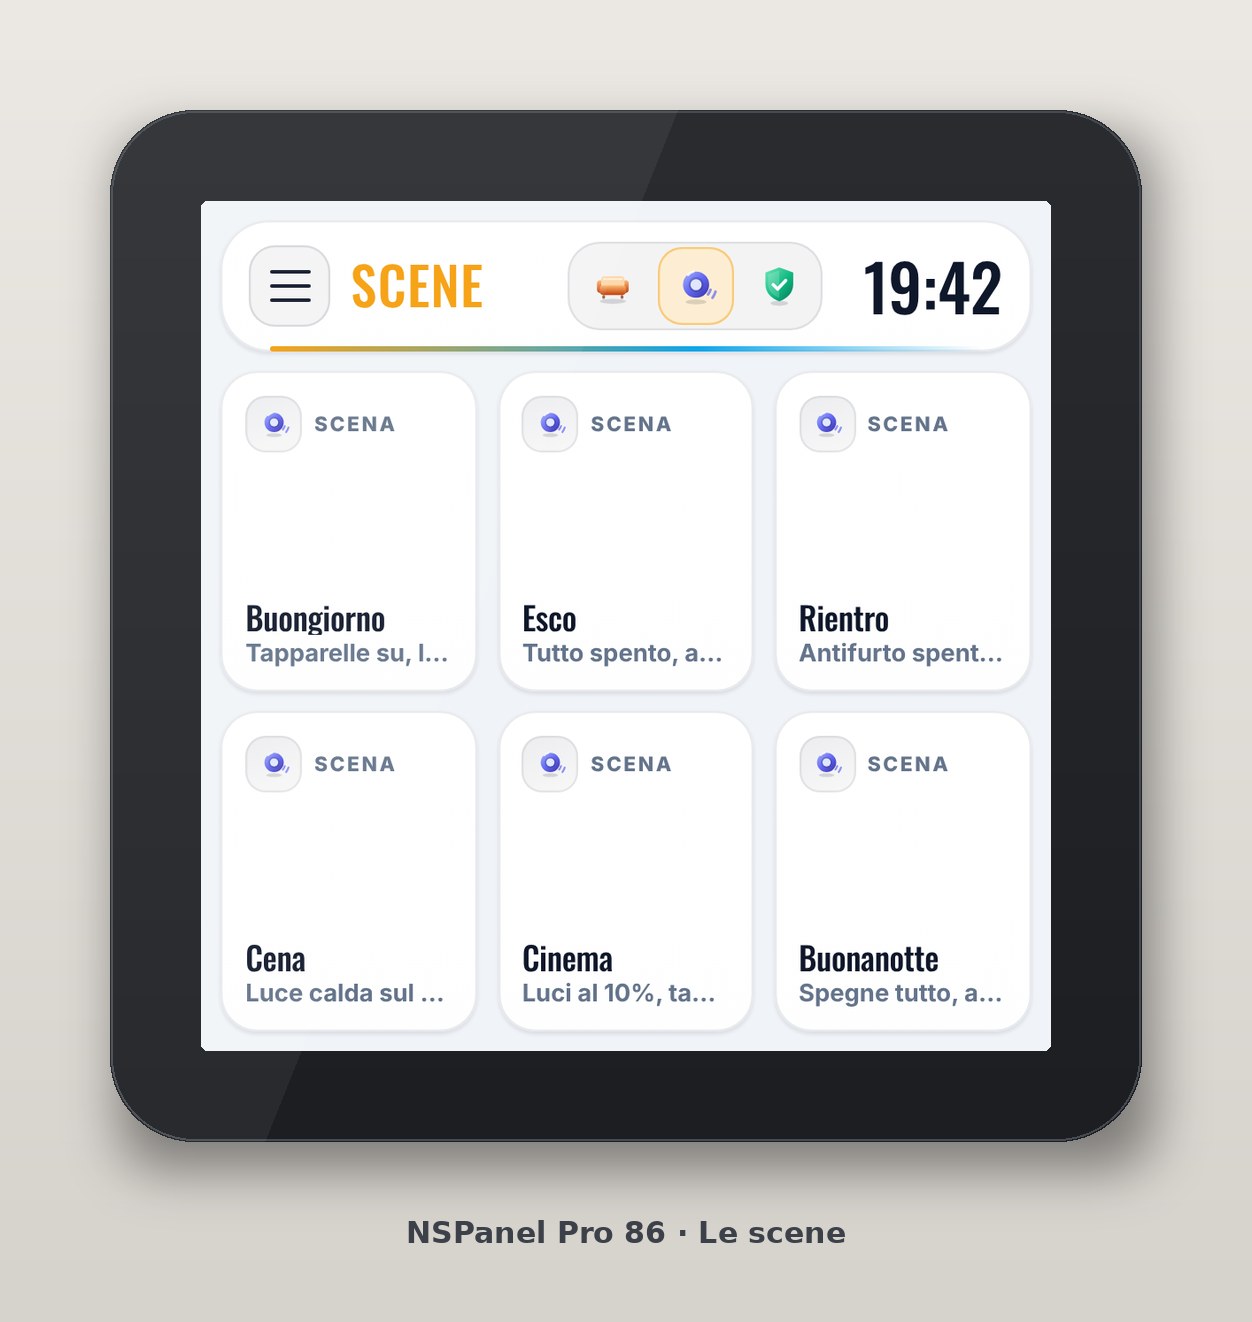 SCENE
19:42
SCENA
SCENA
SCENA
Buongiorno
Tapparelle su, l...
Esco
Tutto spento, a...
Rientro
Antifurto spent...
SCENA
SCENA
SCENA
Cena
Luce calda sul ...
Cinema
Luci al 10%, ta...
Buonanotte
Spegne tutto, a...
NSPanel Pro 86 · Le scene